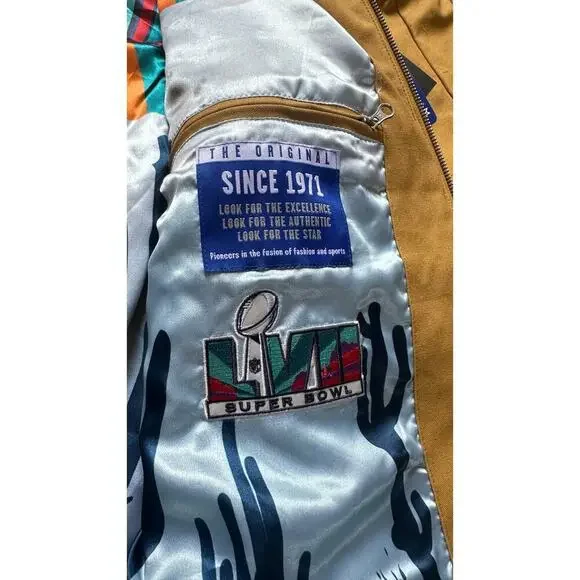 THE ORIGINAL
SINCE 1971
LOOK FOR THE EXCELLENCE
LOOK FOR THE AUTHENTIC
LOOK FOR THE STAR
Pioneers in the fusion of fashion and sports
LVII
NFL
SUPER BOWL